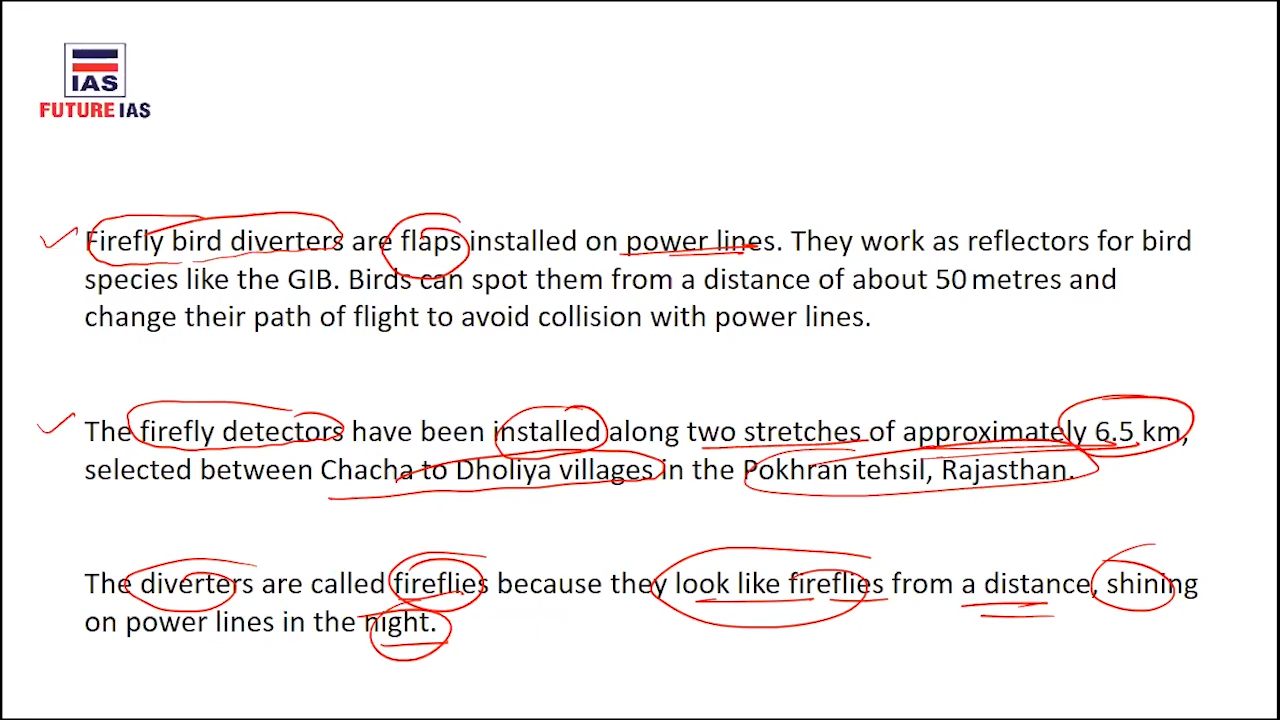 IAS
FUTURE IAS
Firefly bird diverters are flaps installed on power lines. They work as reflectors for bird
species like the GIB. Birds can spot them from a distance of about 50 metres and
change their path of flight to avoid collision with power lines.
The firefly detectors have been installed along two stretches of approximately 6.5 km,
selected between Chacha to Dholiya villages in the Pokhran tehsil, Rajasthan.
The diverters are called fireflies because they look like fireflies from a distance, shining
on power lines in the night.